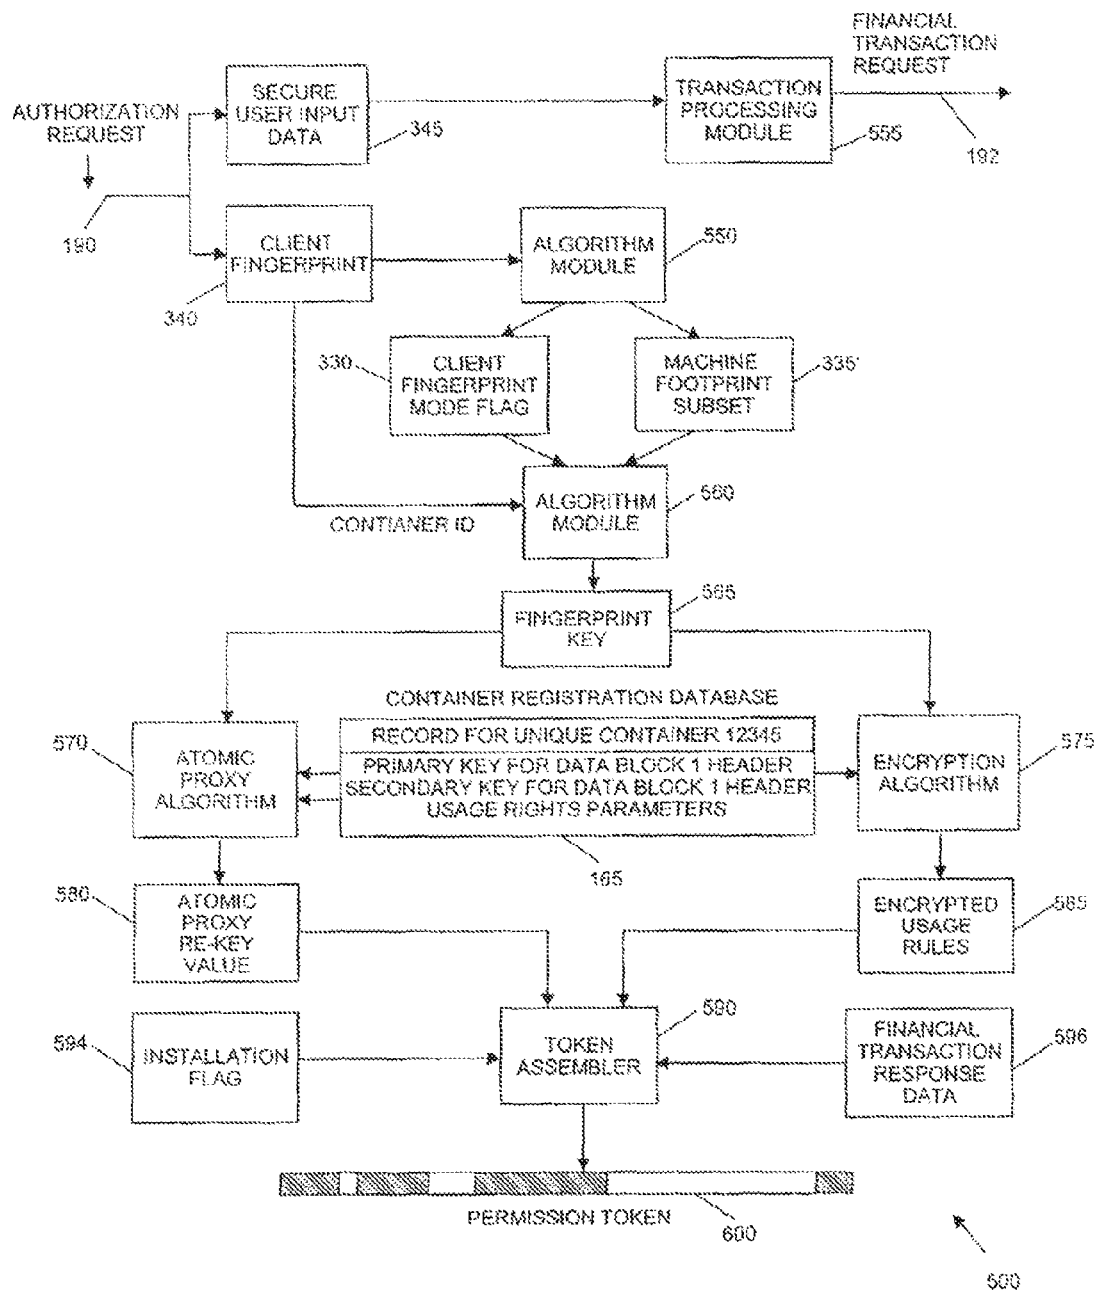 FINANCIAL
TRANSACTION
REQUEST
SECURE
USER INPUT
DATA
345
TRANSACTION
PROCESSING
MODULE
555
192
AUTHORIZATION
REQUEST
190
CLIENT
FINGERPRINT
340
ALGORITHM
MODULE
550
330
CLIENT
FINGERPRINT
MODE FLAG
MACHINE
FOOTPRINT
SUBSET
335'
CONTIANER ID
ALGORITHM
MODULE
560
FINGERPRINT
KEY
565
CONTAINER REGISTRATION DATABASE
570
ATOMIC
PROXY
ALGORITHM
RECORD FOR UNIQUE CONTAINER 12345
PRIMARY KEY FOR DATA BLOCK 1 HEADER
SECONDARY KEY FOR DATA BLOCK 1 HEADER
USAGE RIGHTS PARAMETERS
165
ENCRYPTION
ALGORITHM
575
580
ATOMIC
PROXY
RE-KEY
VALUE
ENCRYPTED
USAGE
RULES
585
594
INSTALLATION
FLAG
TOKEN
ASSEMBLER
590
FINANCIAL
TRANSACTION
RESPONSE
DATA
596
PERMISSION TOKEN
600
500